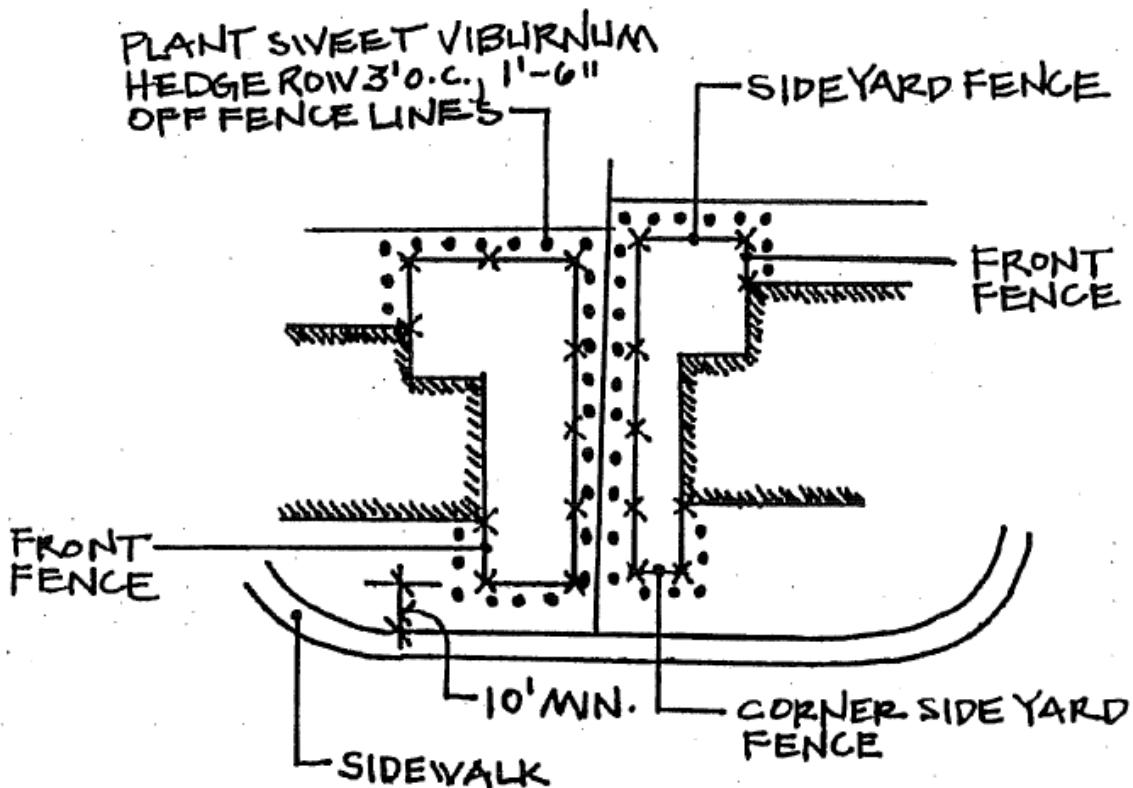 PLANT SWEET VIBURNUM
HEDGE ROW 3' O.C., 1'-6"
OFF FENCE LINES
SIDEYARD FENCE
FRONT
FENCE
FRONT
FENCE
10' MIN.
CORNER SIDE YARD
FENCE
SIDEWALK